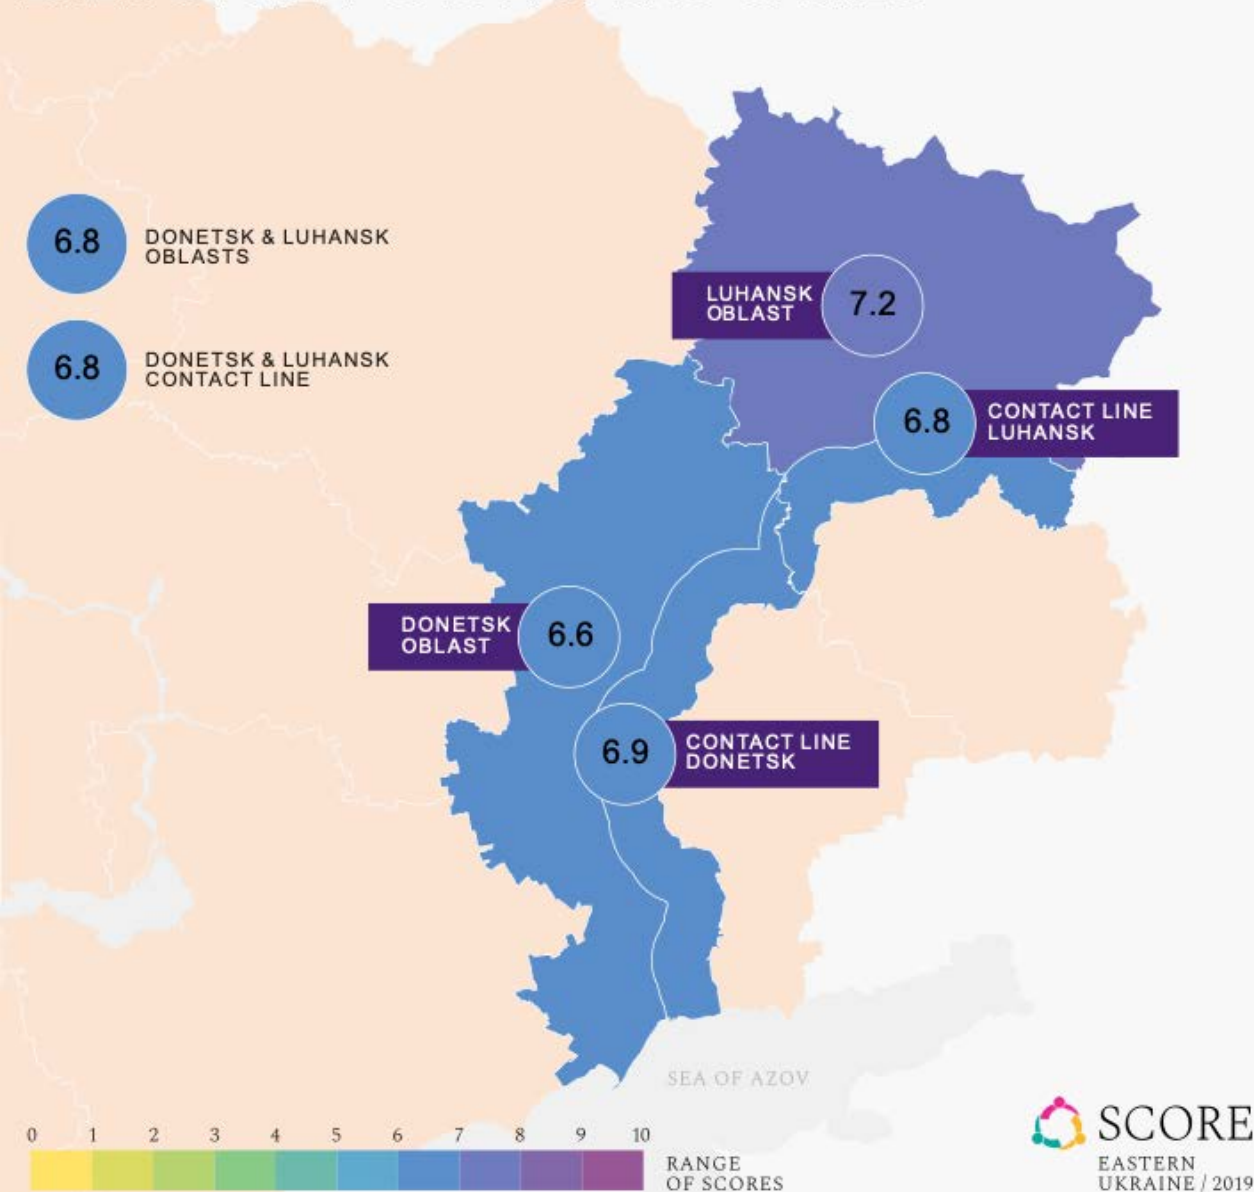 6.8
DONETSK & LUHANSK
OBLASTS
6.8
DONETSK & LUHANSK
CONTACT LINE
LUHANSK
OBLAST
7.2
6.8
CONTACT LINE
LUHANSK
DONETSK
OBLAST
6.6
6.9
CONTACT LINE
DONETSK
SEA OF AZOV
0 1 2 3 4 5 6 7 8 9 10
RANGE
OF SCORES
SCORE
EASTERN
UKRAINE / 2019